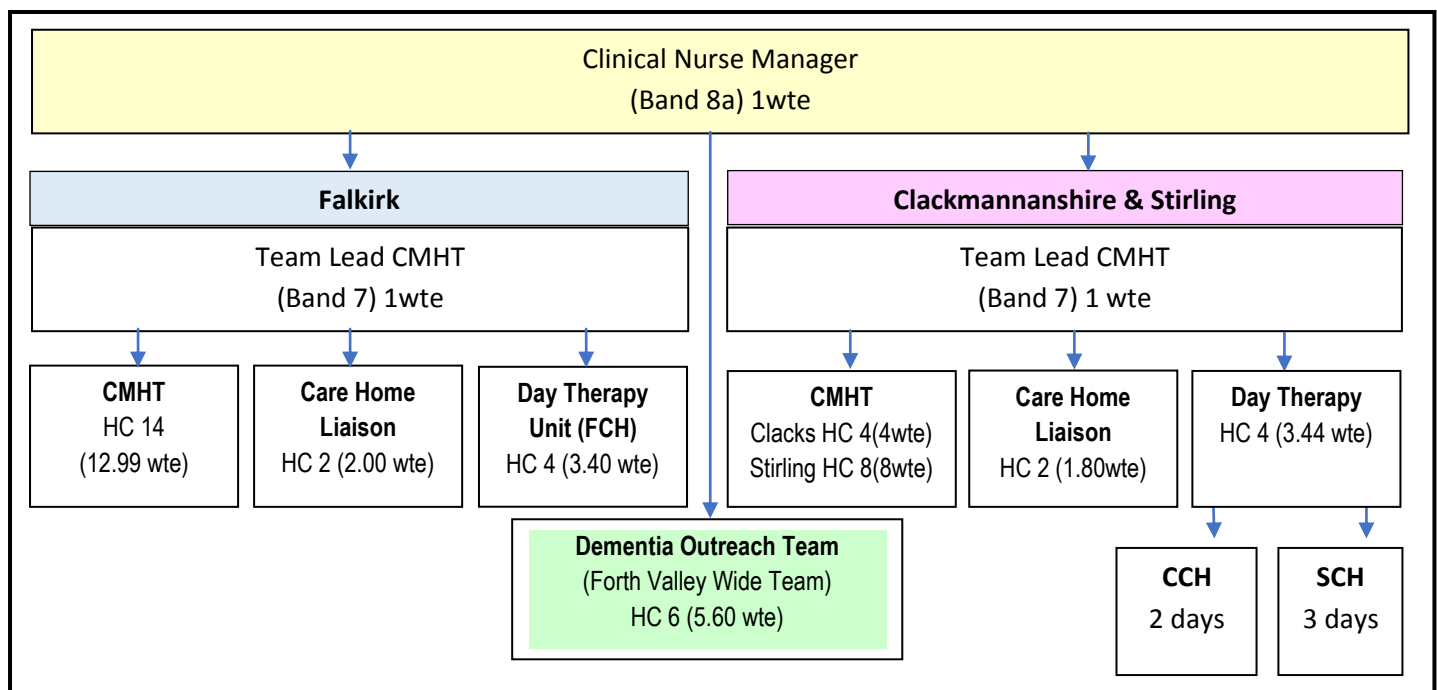 Clinical Nurse Manager
(Band 8a) 1wte
Falkirk
Team Lead CMHT
(Band 7) 1wte
CMHT
HC 14
(12.99 wte)
Care Home
Liaison
HC 2 (2.00 wte)
Day Therapy
Unit (FCH)
HC 4 (3.40 wte)
Clackmannanshire & Stirling
Team Lead CMHT
(Band 7) 1 wte
CMHT
Clacks HC 4(4wte)
Stirling HC 8(8wte)
Care Home
Liaison
HC 2 (1.80wte)
Day Therapy
HC 4 (3.44 wte)
Dementia Outreach Team
(Forth Valley Wide Team)
HC 6 (5.60 wte)
CCH
2 days
SCH
3 days